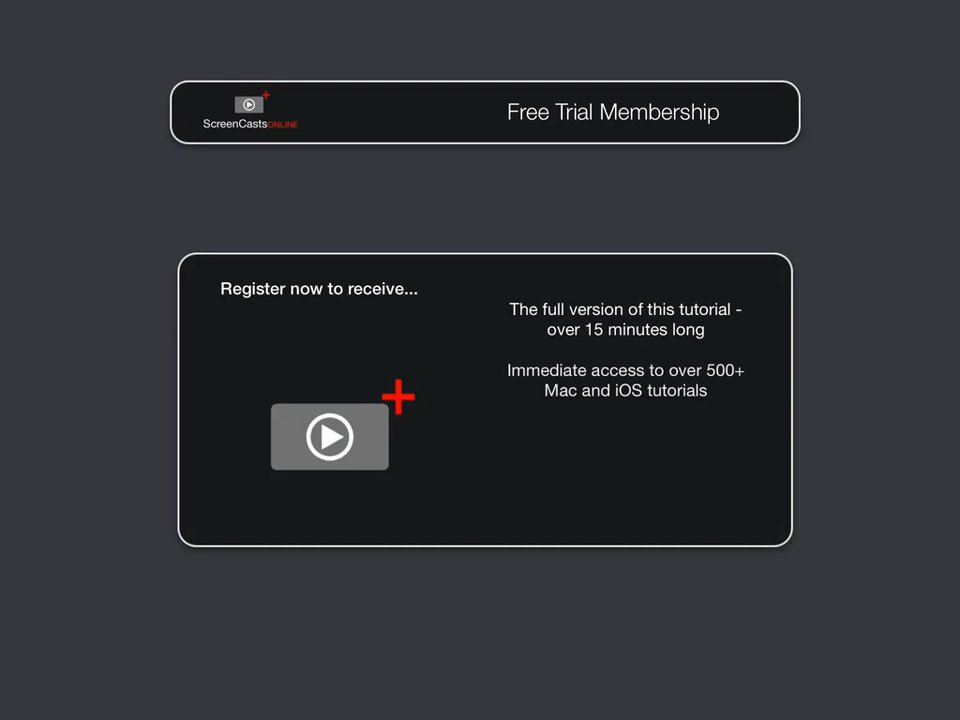 ScreenCastsONLINE
Free Trial Membership
Register now to receive...
The full version of this tutorial -
over 15 minutes long
Immediate access to over 500+
Mac and iOS tutorials